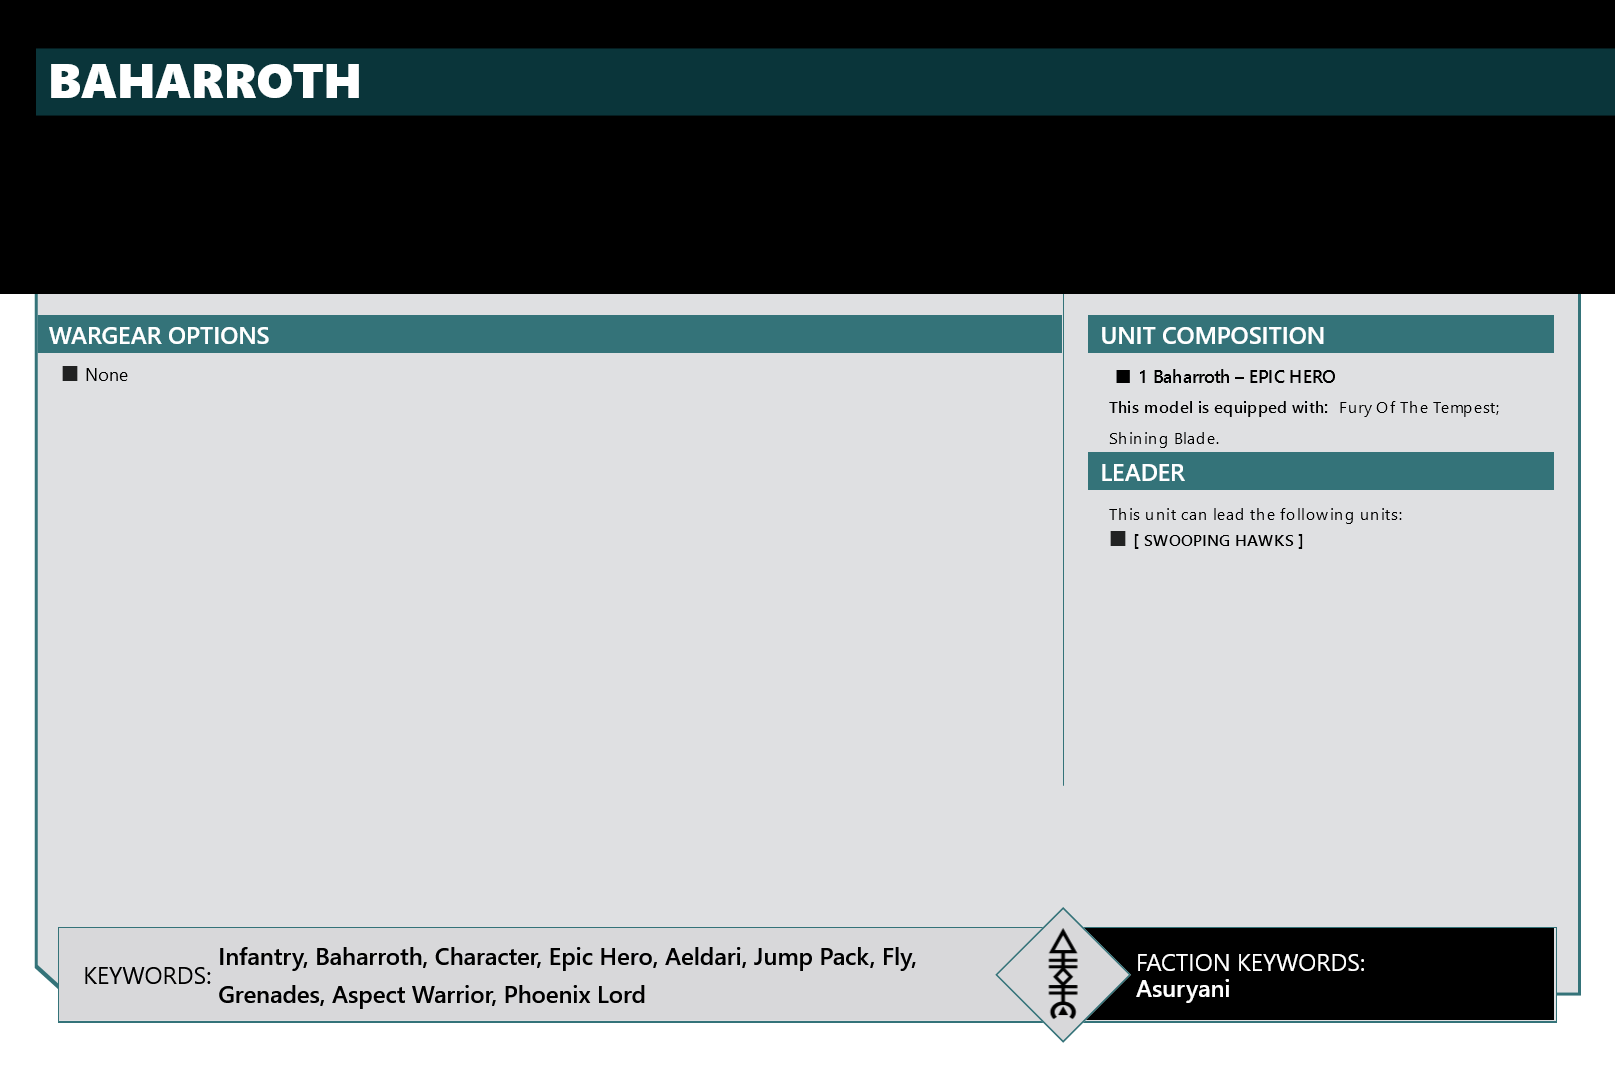 BAHARROTH
WARGEAR OPTIONS
■ None
UNIT COMPOSITION
■ 1 Baharroth – EPIC HERO
This model is equipped with: Fury Of The Tempest;
Shining Blade.
LEADER
This unit can lead the following units:
■ [ SWOOPING HAWKS ]
KEYWORDS: Infantry, Baharroth, Character, Epic Hero, Aeldari, Jump Pack, Fly,
Grenades, Aspect Warrior, Phoenix Lord
FACTION KEYWORDS:
Asuryani